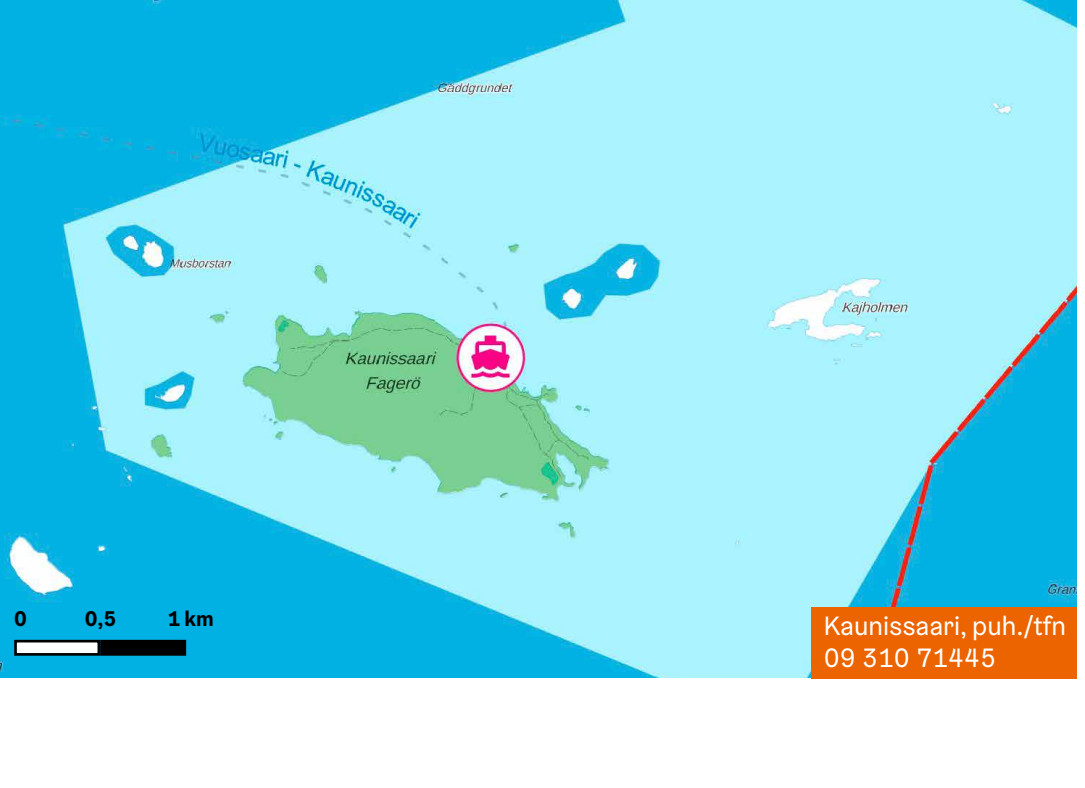 Gäddgrundet
Vuosaari - Kaunissaari
Musborstan
Kajholmen
Kaunissaari
Fagerö
0 0,5 1 km
Kaunissaari, puh./tfn
09 310 71445